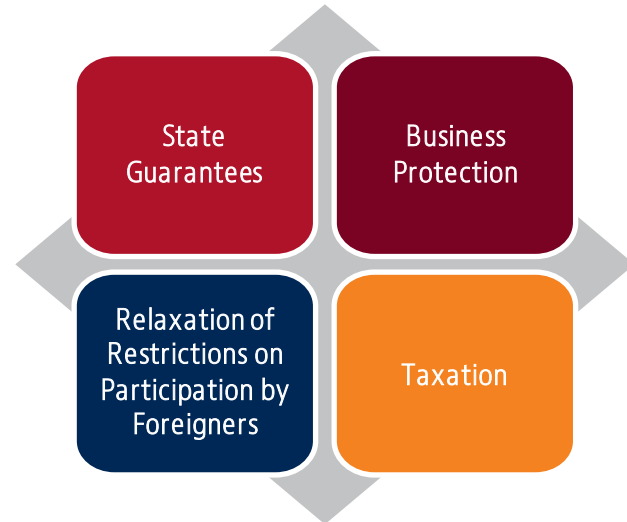 State
Guarantees
Business
Protection
Relaxation of
Restrictions on
Participation by
Foreigners
Taxation